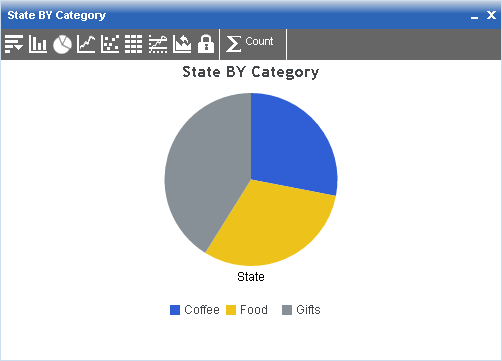 State BY Category
Σ Count
State BY Category
State
Coffee Food Gifts